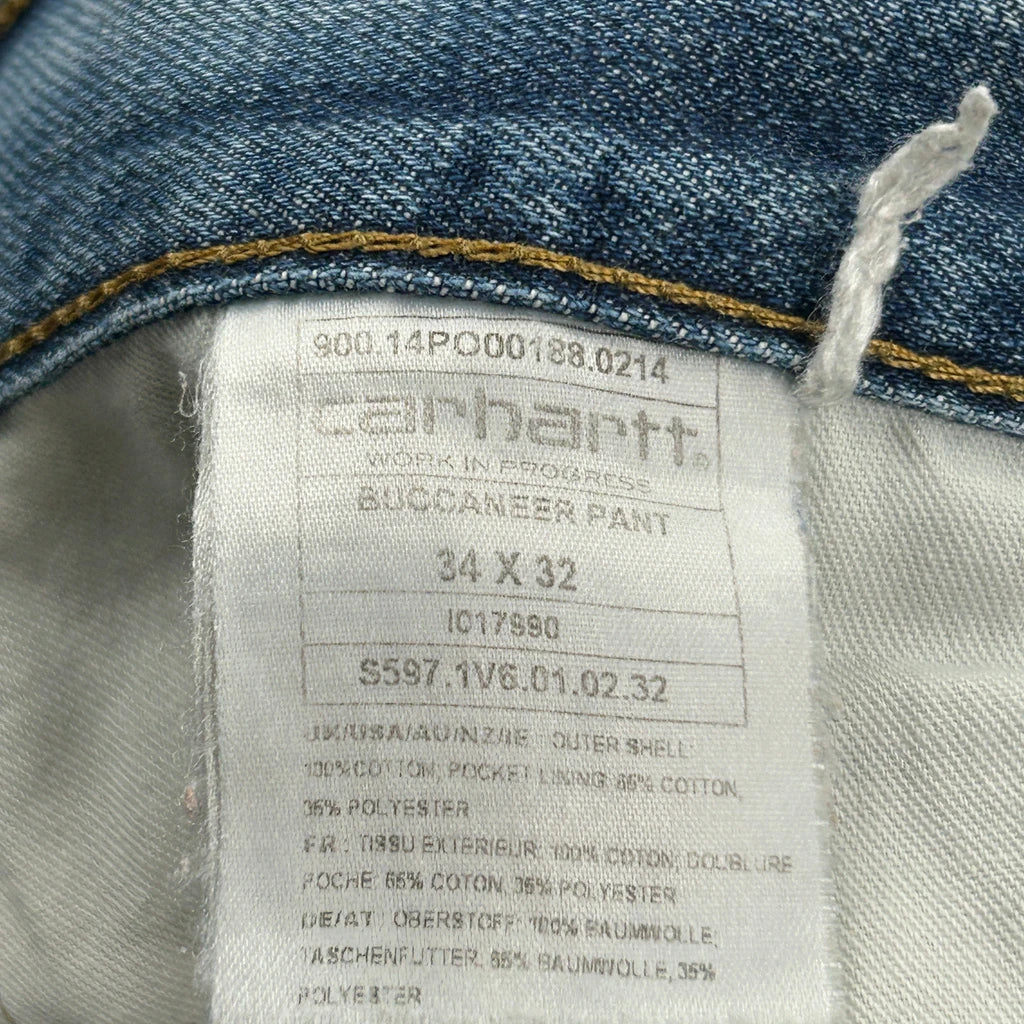 900.14PO00188.0214
carhartt®
WORK IN PROGRESS
BUCCANEER PANT
34 X 32
I017990
S597.1V6.01.02.32
UK/USA/AU/NZ/IE OUTER SHELL:
100% COTTON, POCKET LINING: 65% COTTON,
35% POLYESTER
FR : TISSU EXTERIEUR: 100% COTON; DOUBLURE
POCHE: 65% COTON, 35% POLYESTER
DE/AT : OBERSTOFF: 100% BAUMWOLLE;
TASCHENFUTTER: 65% BAUMWOLLE, 35%
POLYESTER